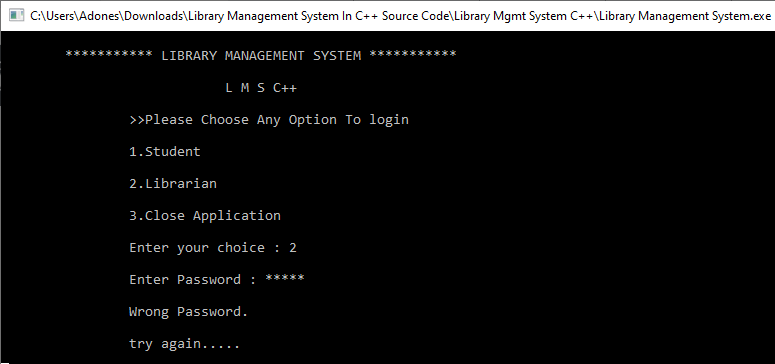 C:\Users\Adones\Downloads\Library Management System In C++ Source Code\Library Mgmt System C++\Library Management System.exe
*********** LIBRARY MANAGEMENT SYSTEM ***********
L M S C++
>>Please Choose Any Option To login
1.Student
2.Librarian
3.Close Application
Enter your choice : 2
Enter Password : *****
Wrong Password.
try again.....